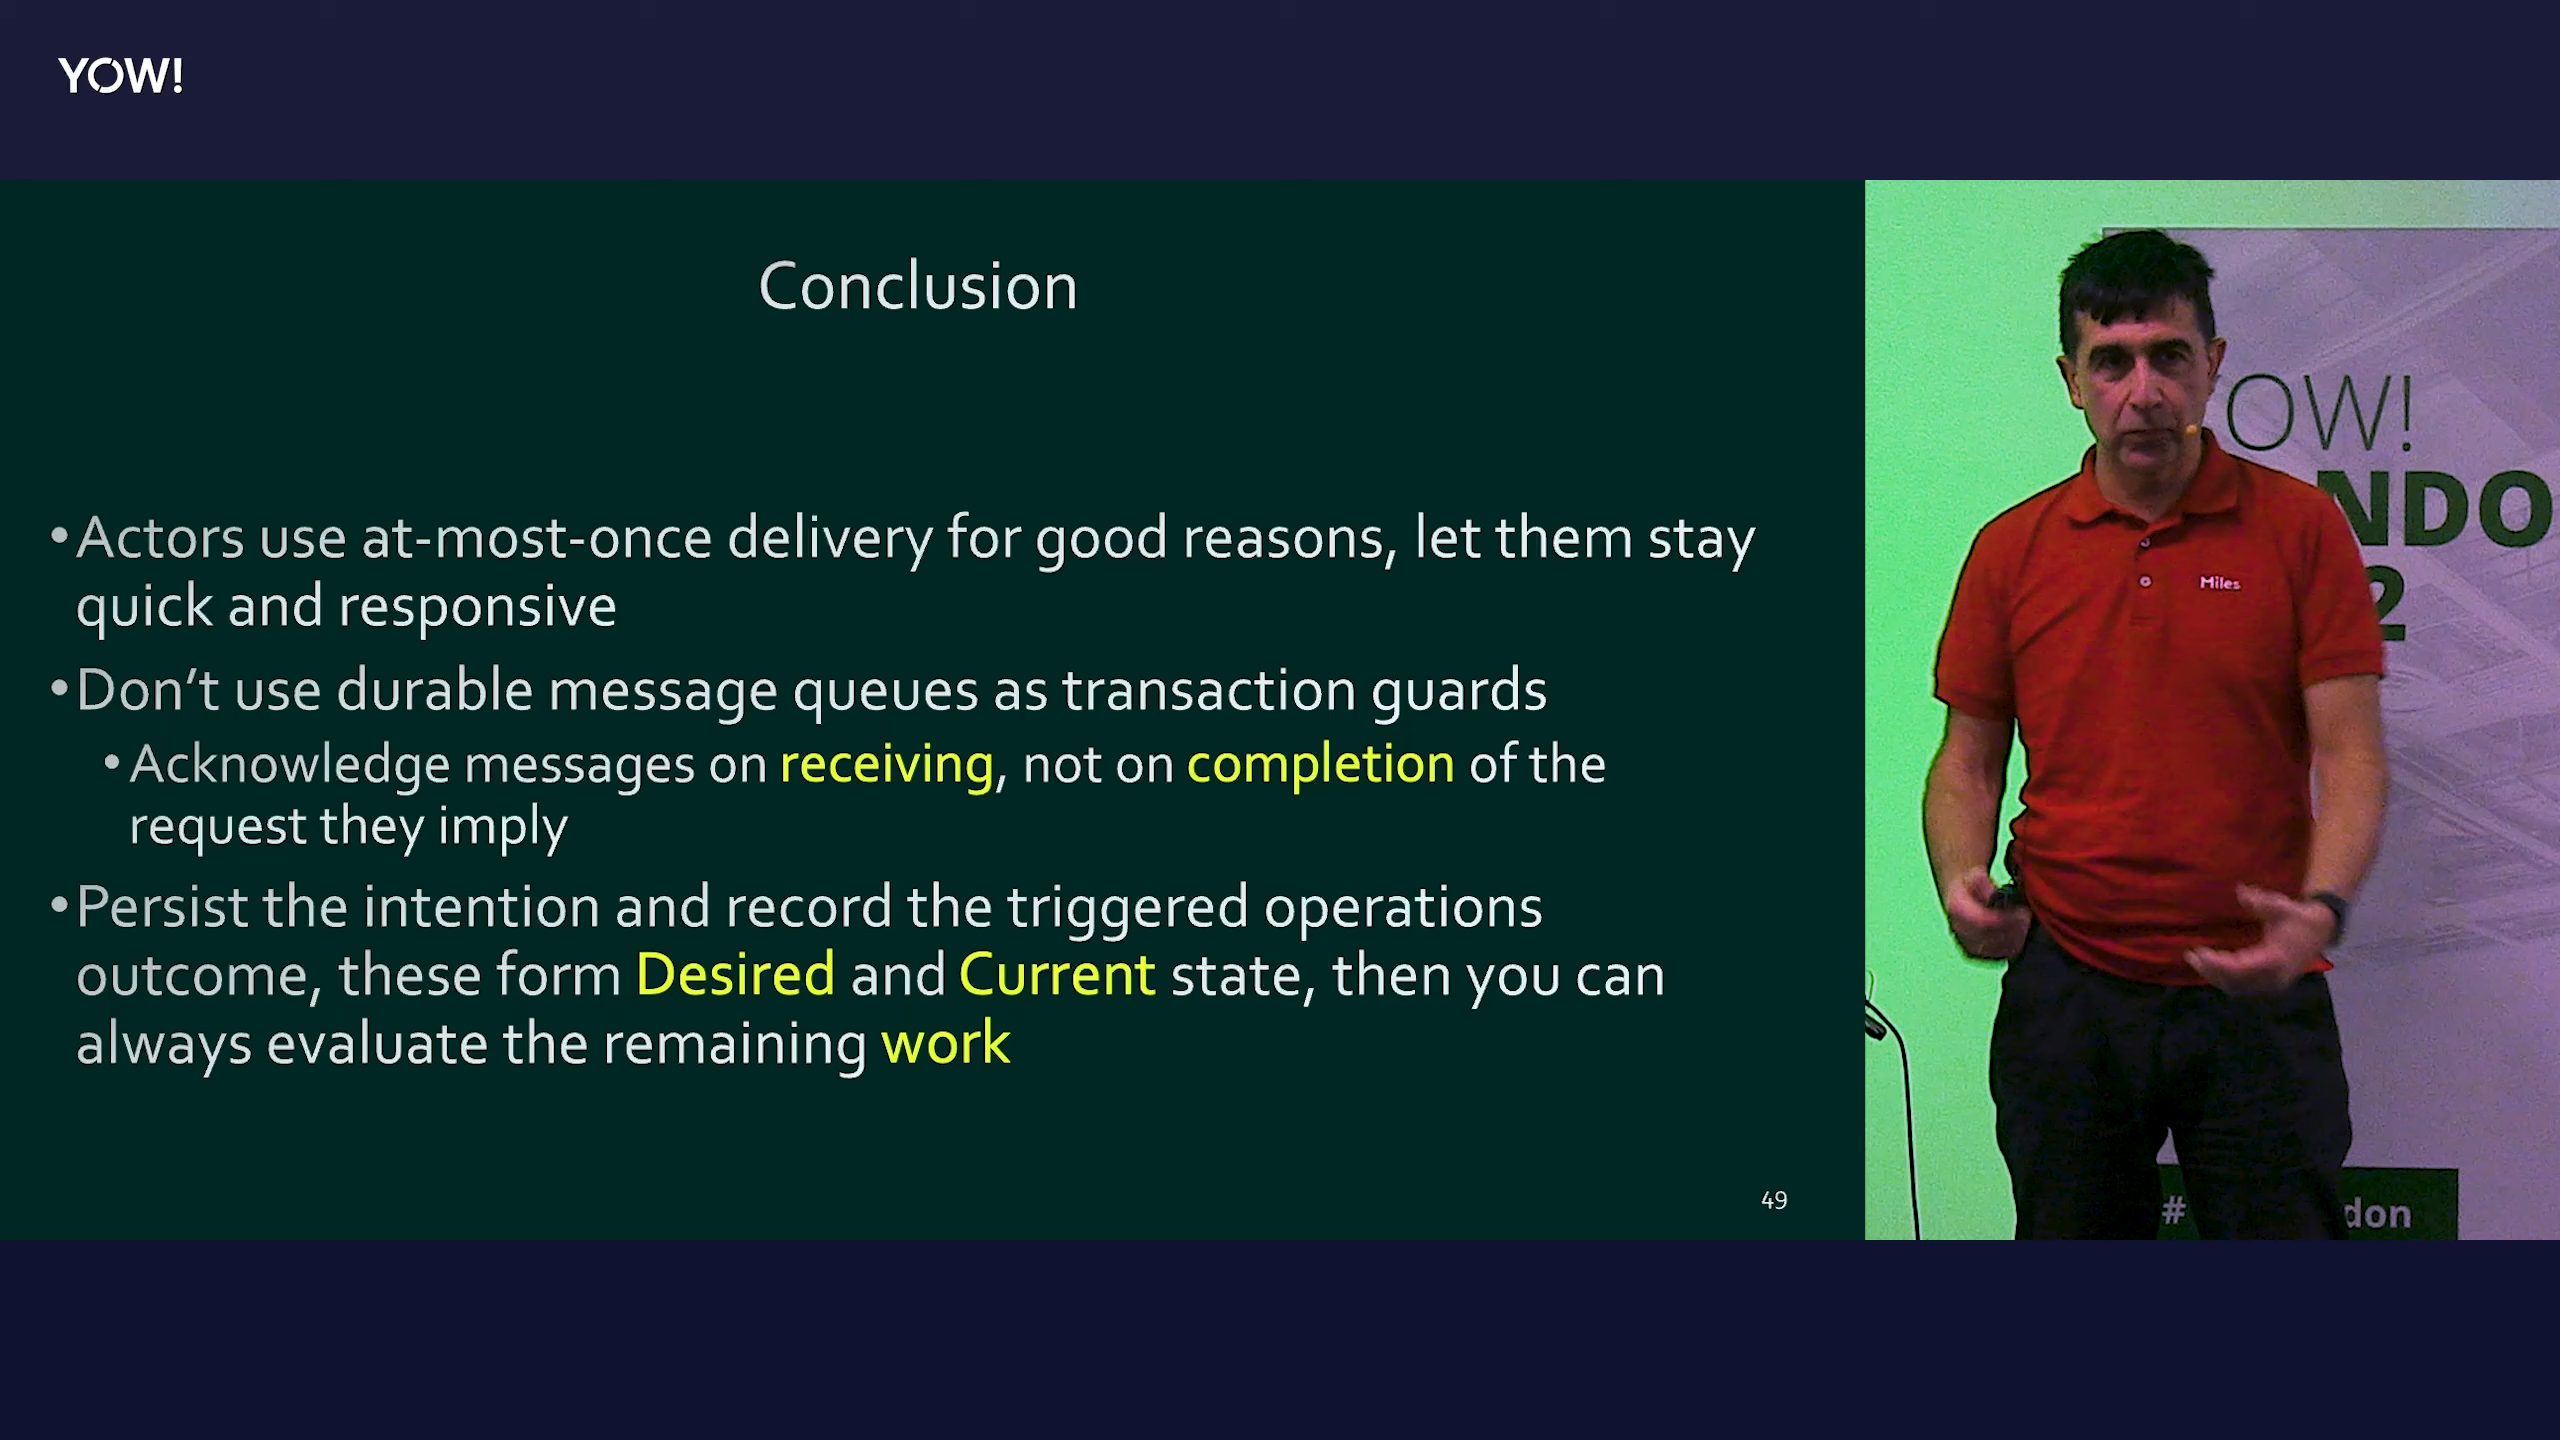 YOW!
Conclusion
•Actors use at-most-once delivery for good reasons, let them stay
quick and responsive
•Don’t use durable message queues as transaction guards
•Acknowledge messages on receiving, not on completion of the
request they imply
•Persist the intention and record the triggered operations
outcome, these form Desired and Current state, then you can
always evaluate the remaining work
49
OW!
NDO
2
Miles
# don